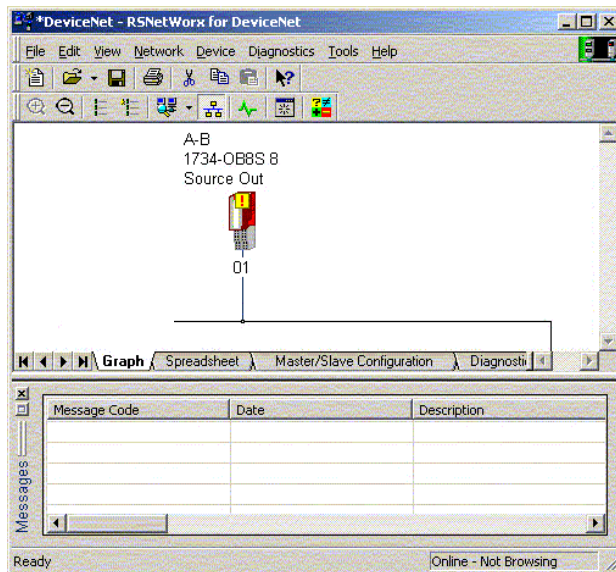 *DeviceNet - RSNetWorx for DeviceNet
File Edit View Network Device Diagnostics Tools Help
A-B
1734-OB8S 8
Source Out
01
Graph Spreadsheet Master/Slave Configuration Diagnosti
Message Code Date Description
Messages
Ready Online - Not Browsing